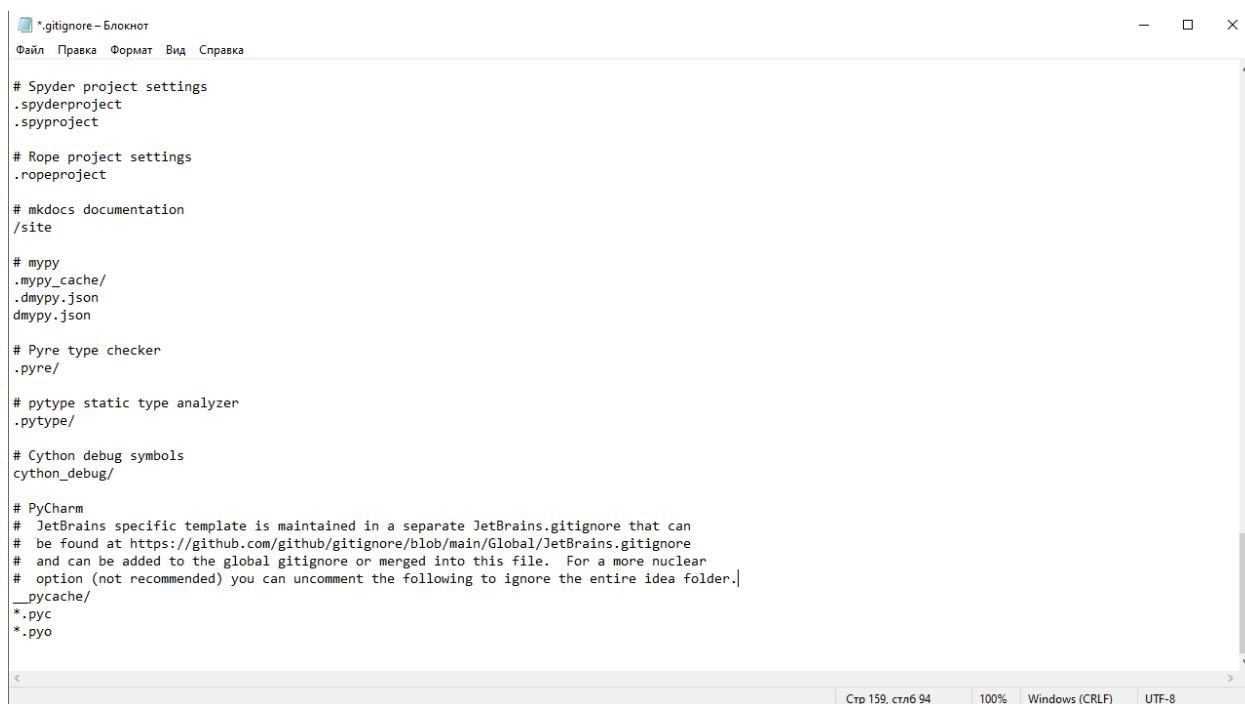 *.gitignore – Блокнот
Файл Правка Формат Вид Справка
# Spyder project settings
.spyderproject
.spyproject
# Rope project settings
.ropeproject
# mkdocs documentation
/site
# mypy
.mypy_cache/
.dmypy.json
dmypy.json
# Pyre type checker
.pyre/
# pytype static type analyzer
.pytype/
# Cython debug symbols
cython_debug/
# PyCharm
#  JetBrains specific template is maintained in a separate JetBrains.gitignore that can
#  be found at https://github.com/github/gitignore/blob/main/Global/JetBrains.gitignore
#  and can be added to the global gitignore or merged into this file.  For a more nuclear
#  option (not recommended) you can uncomment the following to ignore the entire idea folder.
__pycache/
*.pyc
*.pyo
Стр 159, стлб 94 100% Windows (CRLF) UTF-8